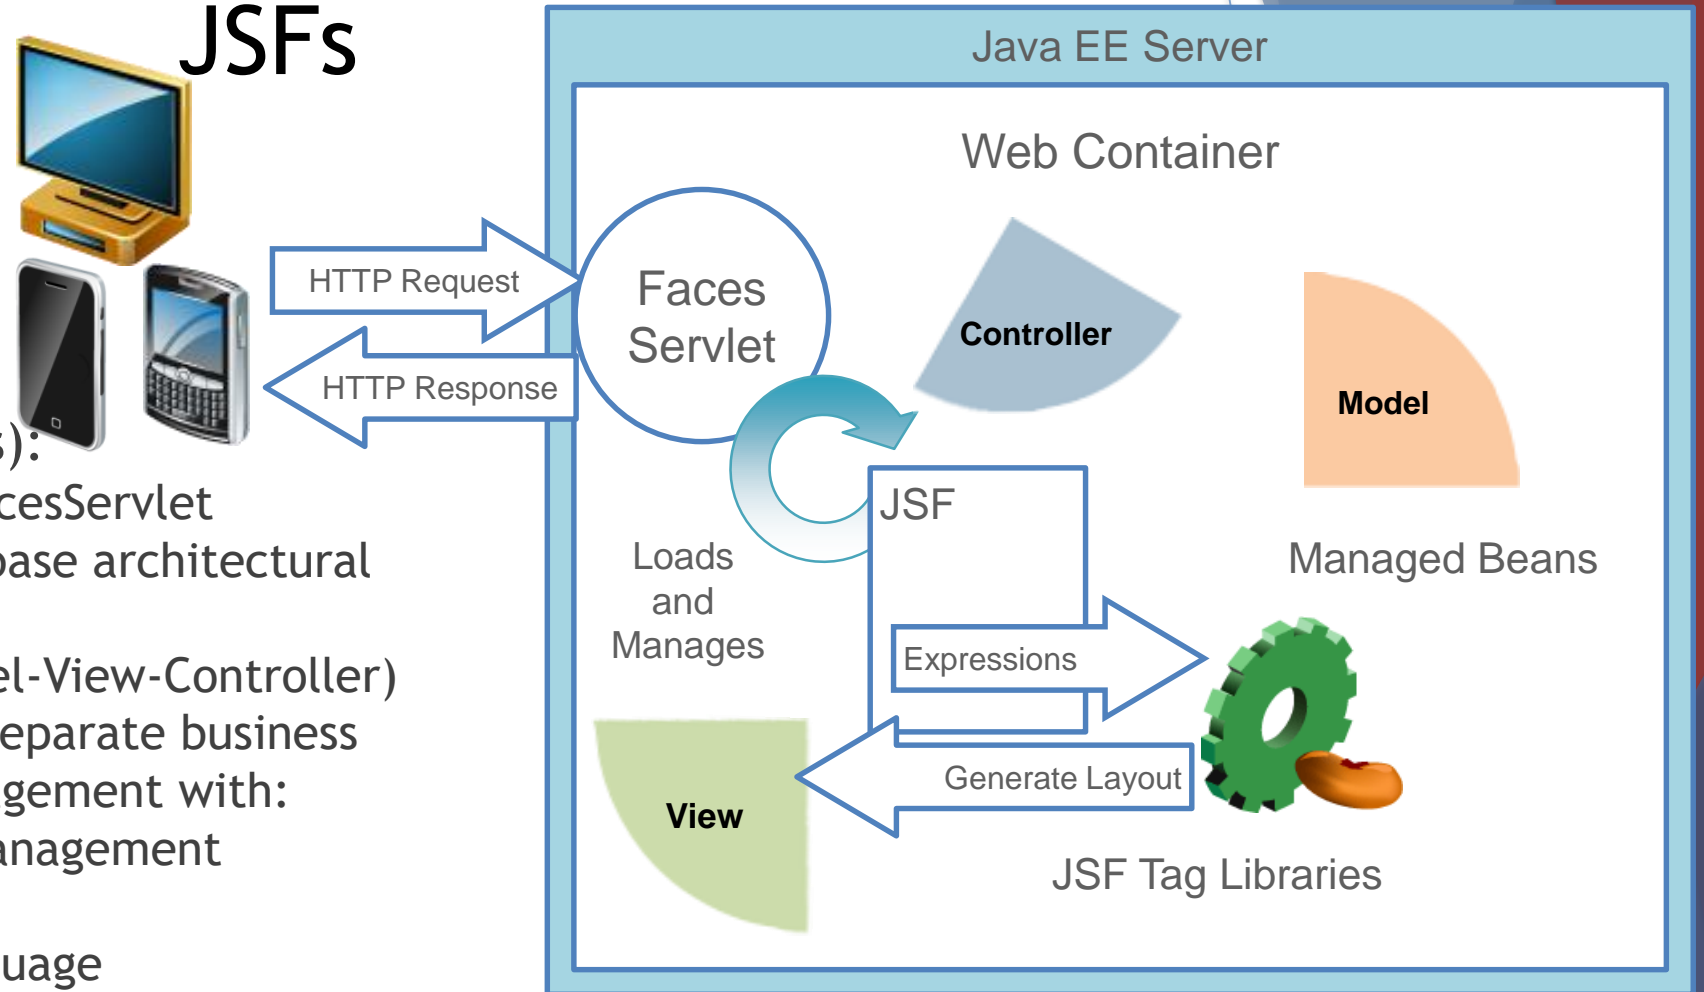 JSFs
s):
cesServlet
base architectural
el-View-Controller)
eparate business
gement with:
anagement
uage
Java EE Server
Web Container
HTTP Request
HTTP Response
Faces
Servlet
Controller
Model
JSF
Loads
and
Manages
Managed Beans
Expressions
Generate Layout
View
JSF Tag Libraries